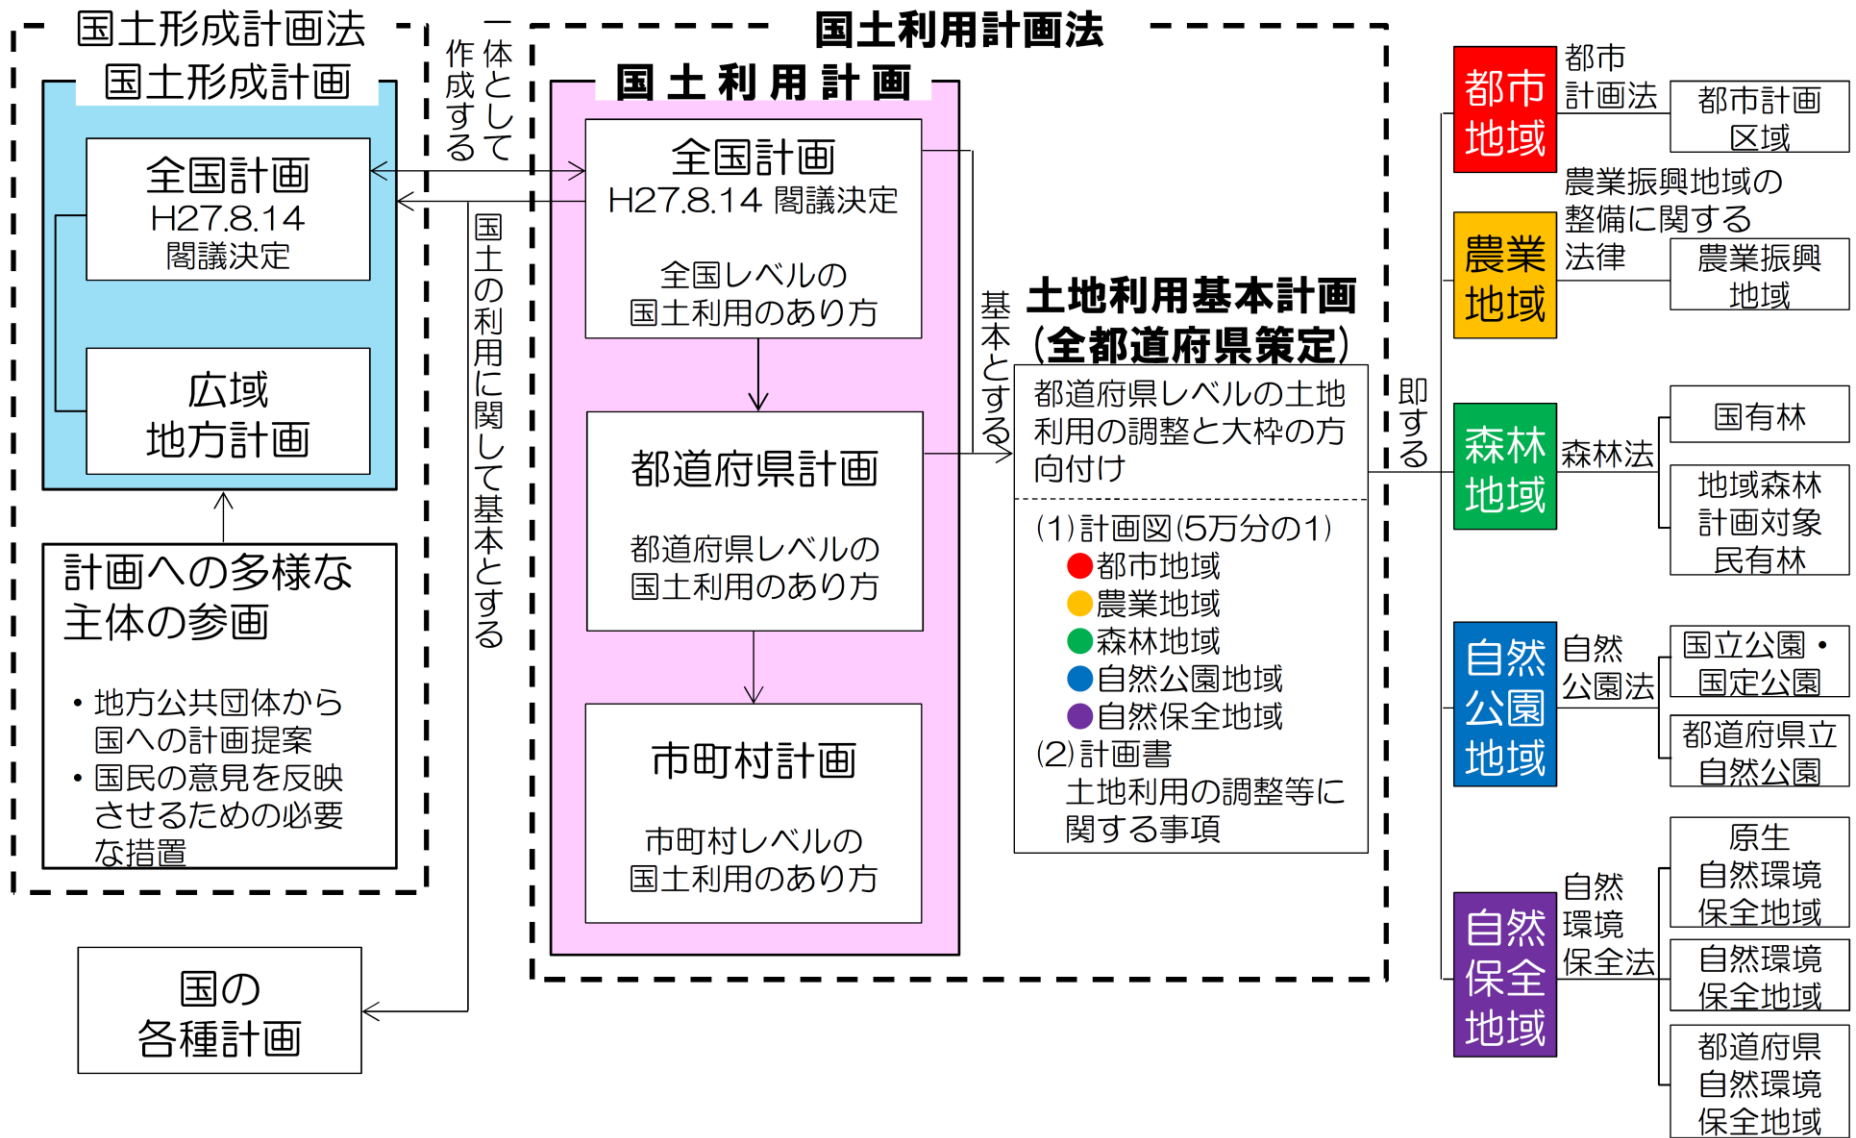 国土形成計画法
国土形成計画
全国計画
H27.8.14
閣議決定
広域
地方計画
計画への多様な
主体の参画
・地方公共団体から
国への計画提案
・国民の意見を反映
させるための必要
な措置
国の
各種計画
一体として
作成する
国土の利用に関して基本とする
国土利用計画法
国土利用計画
全国計画
H27.8.14 閣議決定
全国レベルの
国土利用のあり方
都道府県計画
都道府県レベルの
国土利用のあり方
市町村計画
市町村レベルの
国土利用のあり方
基本とする
土地利用基本計画
(全都道府県策定)
都道府県レベルの土地
利用の調整と大枠の方
向付け
(1)計画図(5万分の1)
●都市地域
●農業地域
●森林地域
●自然公園地域
●自然保全地域
(2)計画書
土地利用の調整等に
関する事項
即する
都市
地域
都市
計画法
都市計画
区域
農業
地域
農業振興地域の
整備に関する
法律
農業振興
地域
森林
地域
森林法
国有林
地域森林
計画対象
民有林
自然
公園
地域
自然
公園法
国立公園・
国定公園
都道府県立
自然公園
自然
保全
地域
自然
環境
保全法
原生
自然環境
保全地域
自然環境
保全地域
都道府県
自然環境
保全地域